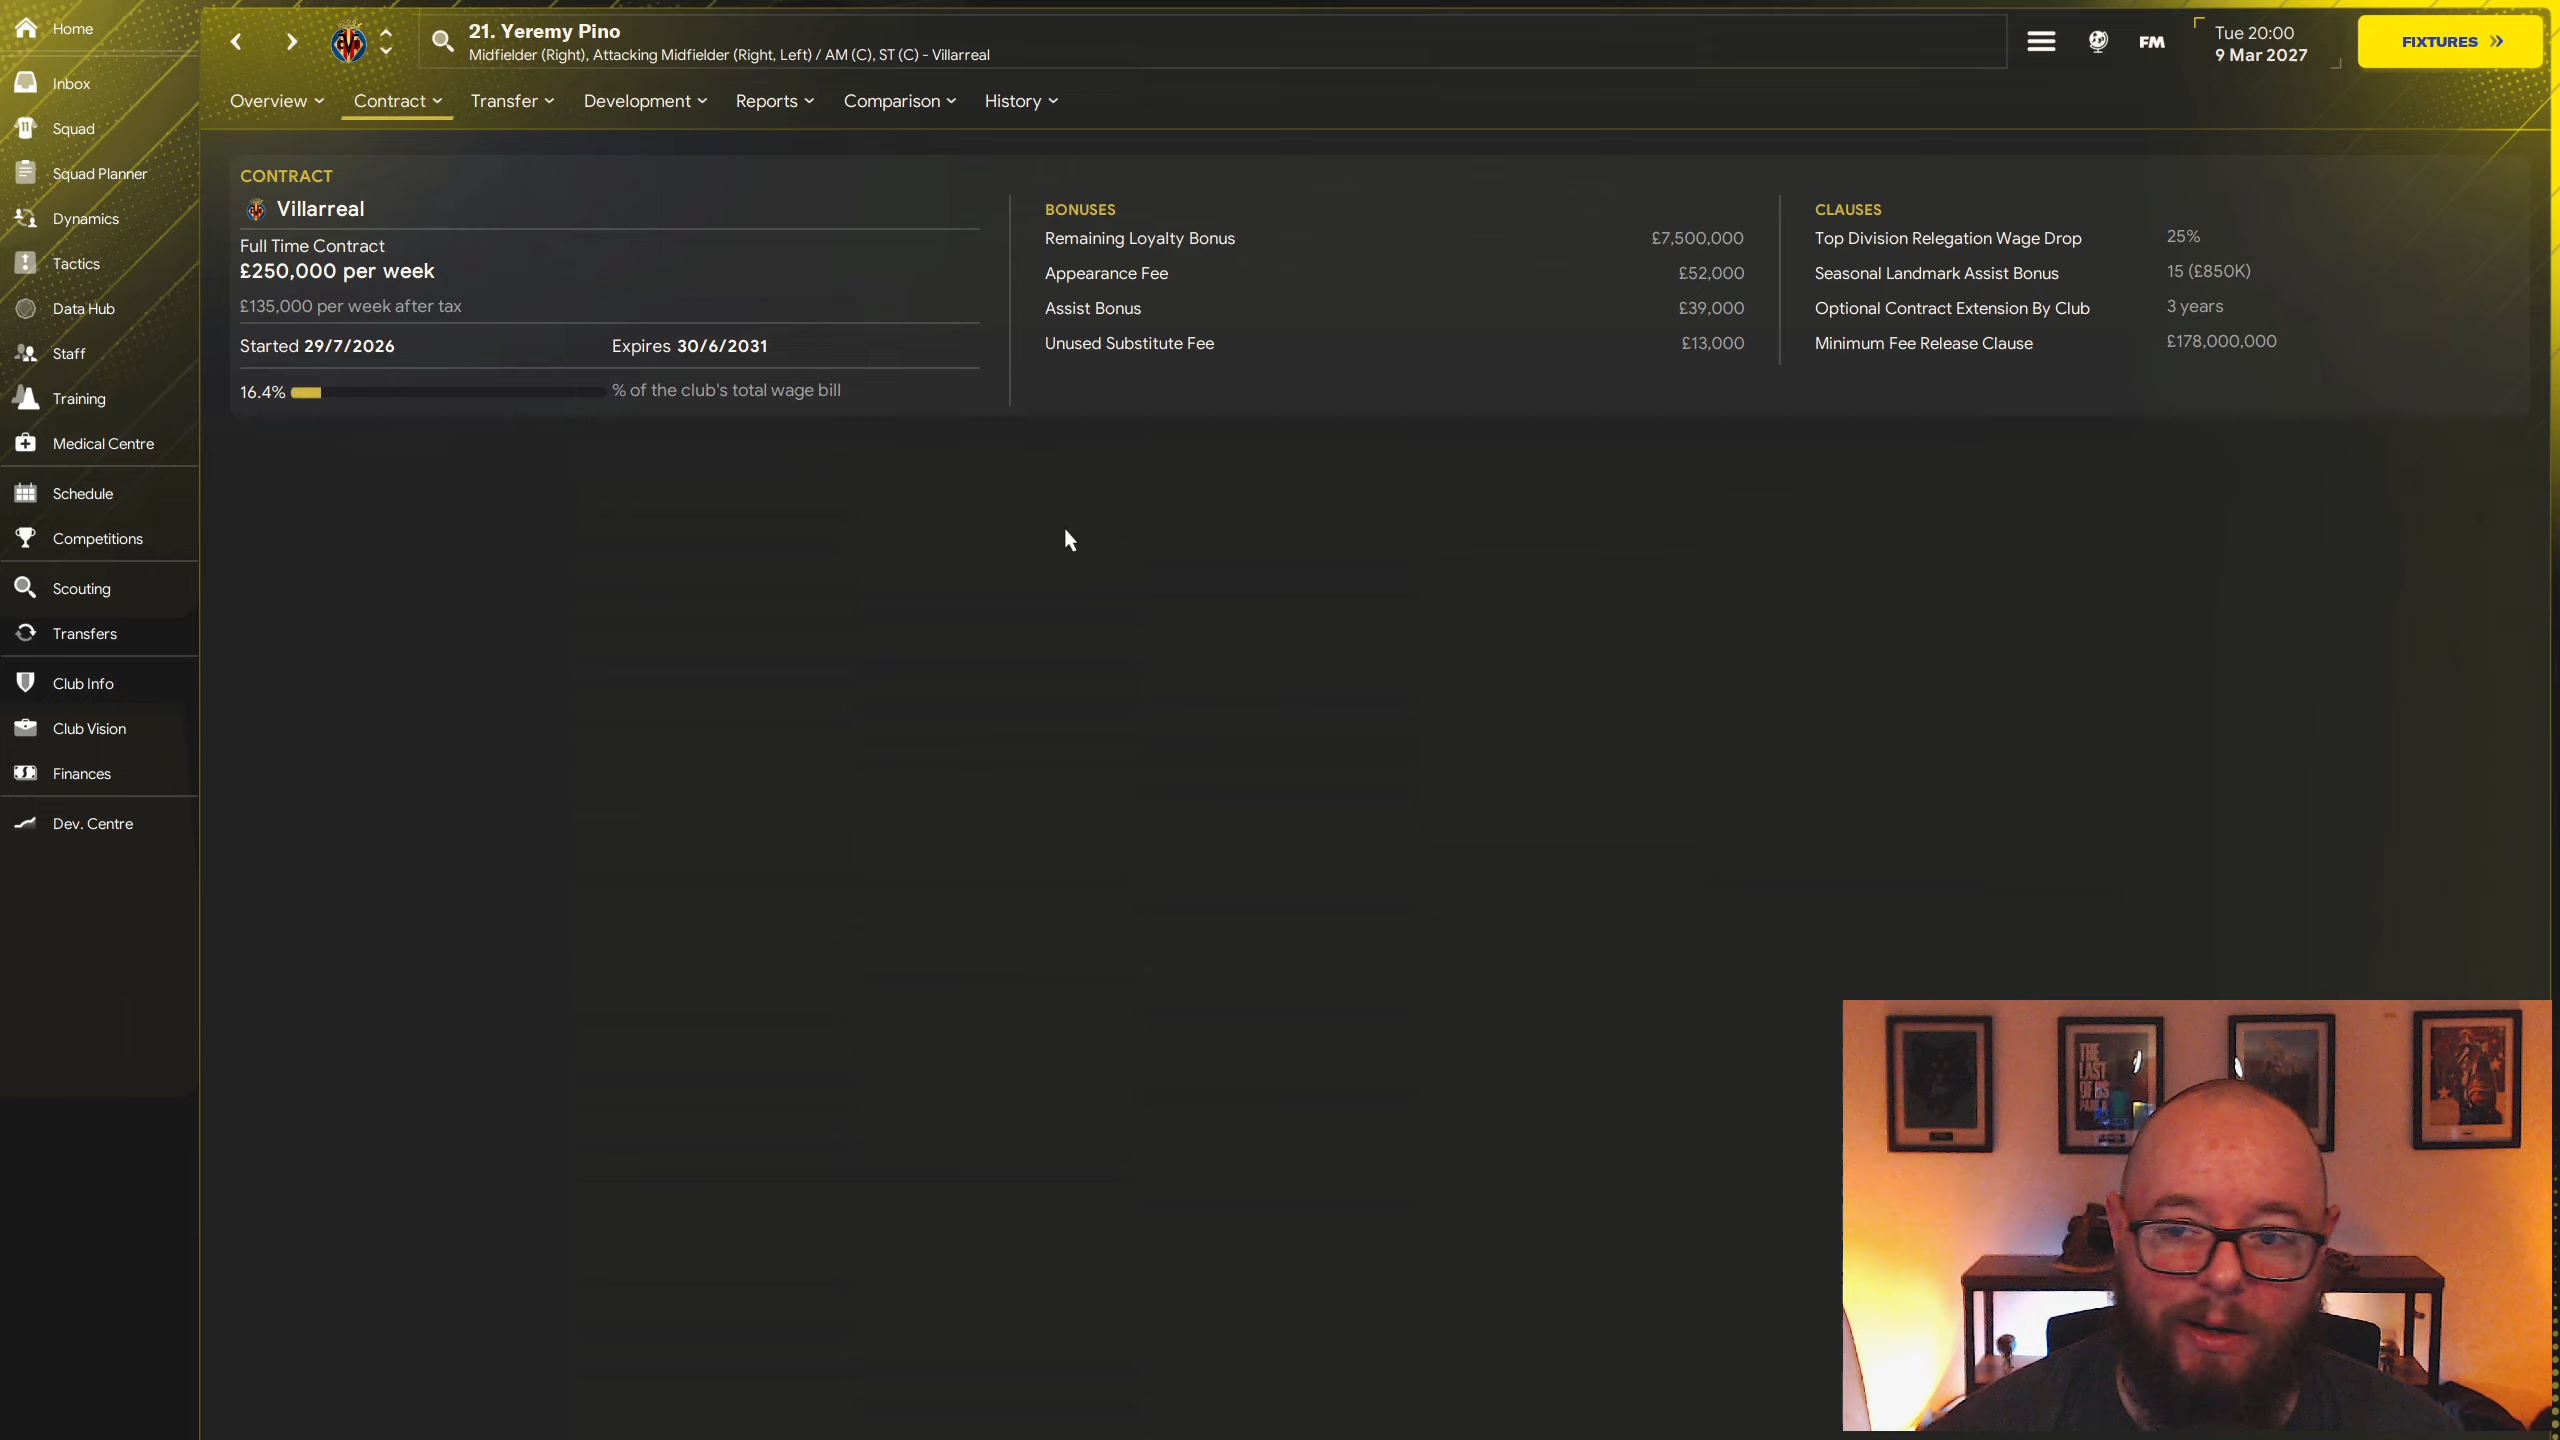 Home
Inbox
Squad
Squad Planner
Dynamics
Tactics
Data Hub
Staff
Training
Medical Centre
Schedule
Competitions
Scouting
Transfers
Club Info
Club Vision
Finances
Dev. Centre
21. Yeremy Pino
Midfielder (Right), Attacking Midfielder (Right, Left) / AM (C), ST (C) - Villarreal
FM
Tue 20:00
9 Mar 2027
FIXTURES
Overview Contract Transfer Development Reports Comparison History
CONTRACT
Villarreal
Full Time Contract
£250,000 per week
£135,000 per week after tax
Started 29/7/2026 Expires 30/6/2031
16.4% % of the club's total wage bill
BONUSES
Remaining Loyalty Bonus £7,500,000
Appearance Fee £52,000
Assist Bonus £39,000
Unused Substitute Fee £13,000
CLAUSES
Top Division Relegation Wage Drop 25%
Seasonal Landmark Assist Bonus 15 (£850K)
Optional Contract Extension By Club 3 years
Minimum Fee Release Clause £178,000,000
THE
LAST
OF US
PART II